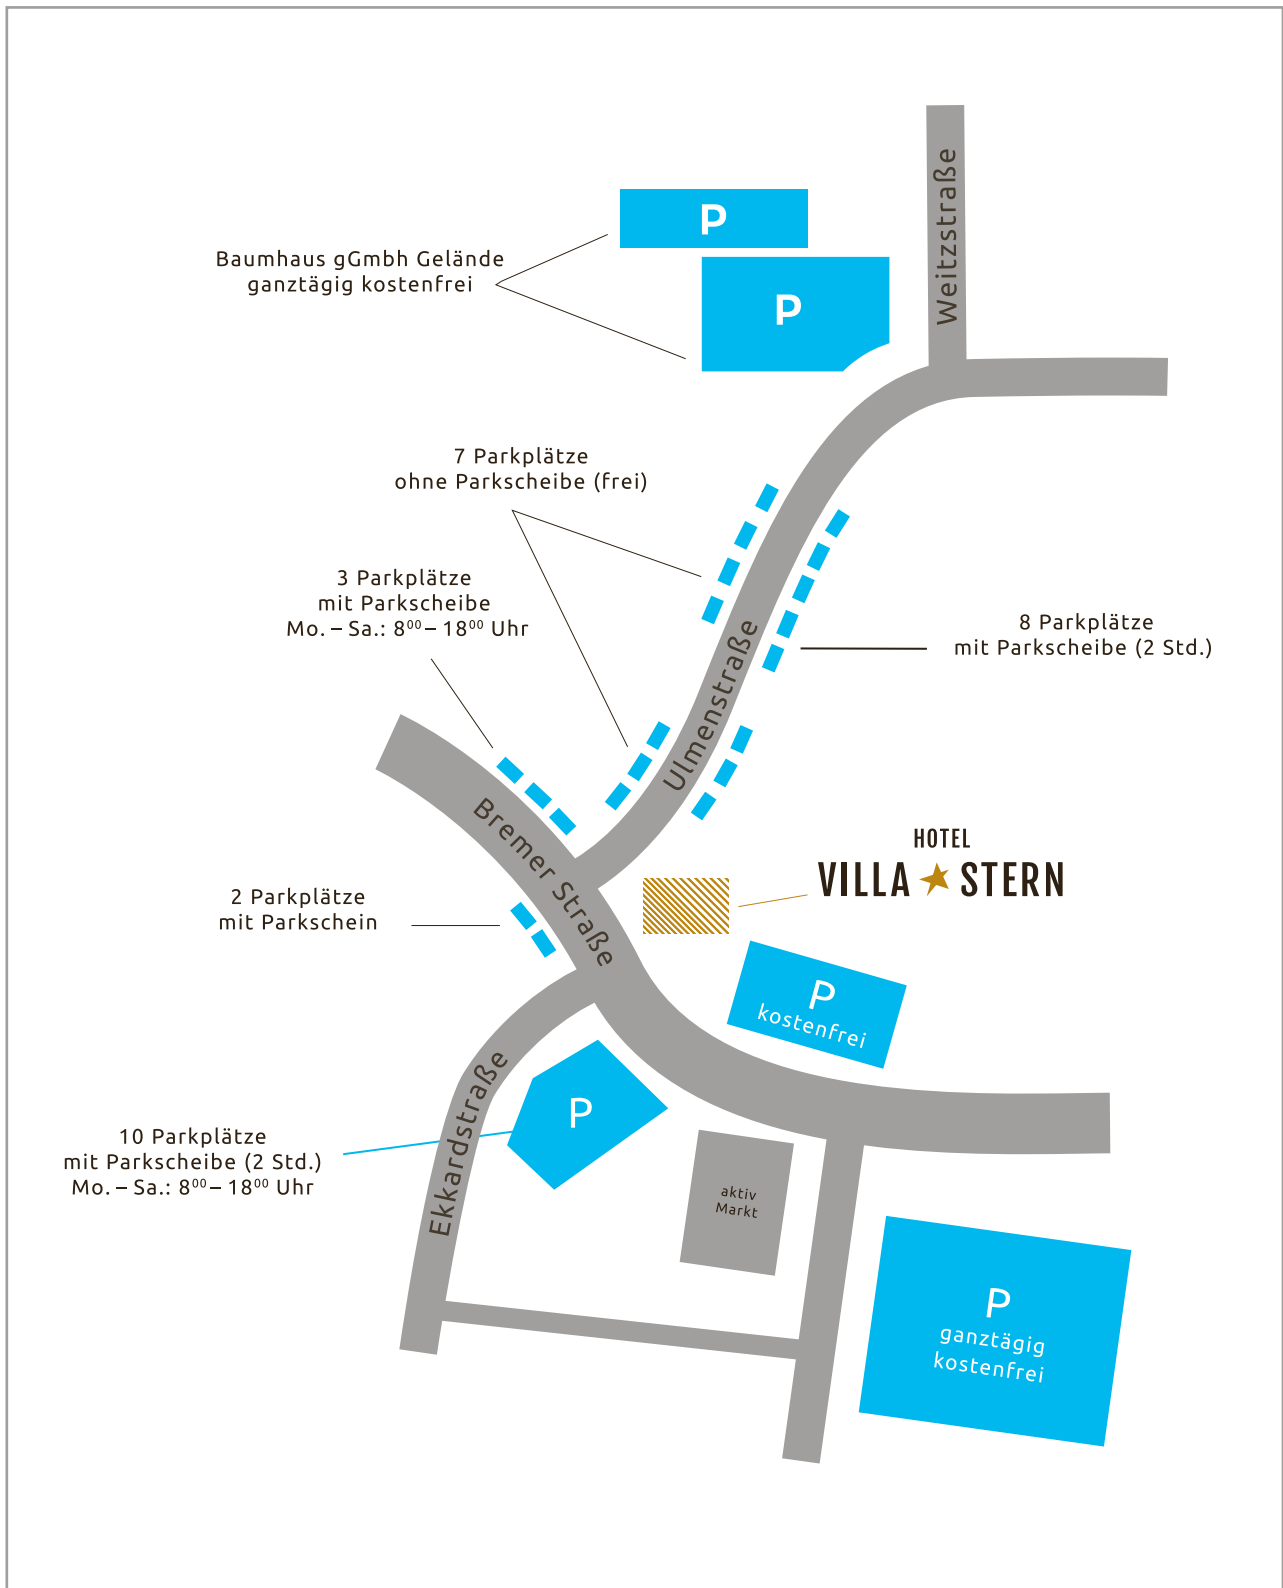 Weitzstraße
P
Baumhaus gGmbh Gelände
ganztägig kostenfrei
P
7 Parkplätze
ohne Parkscheibe (frei)
3 Parkplätze
mit Parkscheibe
Mo. – Sa.: 8⁰⁰ – 18⁰⁰ Uhr
8 Parkplätze
mit Parkscheibe (2 Std.)
Ulmenstraße
Bremer Straße
HOTEL
VILLA STERN
2 Parkplätze
mit Parkschein
P
kostenfrei
Ekkardstraße
P
10 Parkplätze
mit Parkscheibe (2 Std.)
Mo. – Sa.: 8⁰⁰ – 18⁰⁰ Uhr
aktiv
Markt
P
ganztägig
kostenfrei